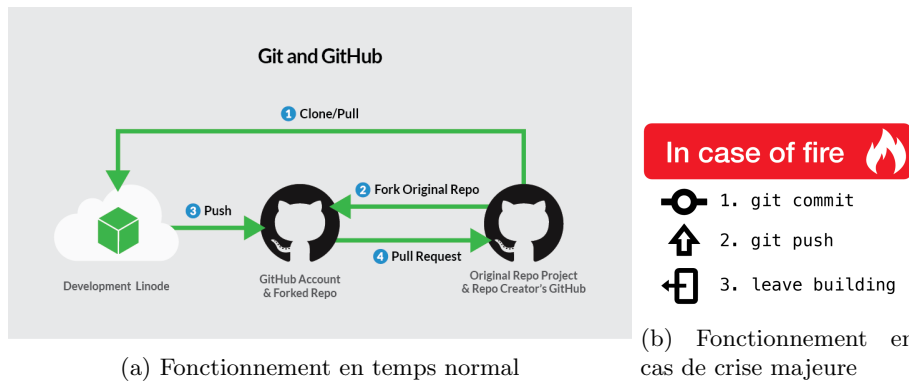 Git and GitHub
1 Clone/Pull
2 Fork Original Repo
3 Push
4 Pull Request
Development Linode
GitHub Account
& Forked Repo
Original Repo Project
& Repo Creator's GitHub
(a) Fonctionnement en temps normal
In case of fire
1. git commit
2. git push
3. leave building
(b) Fonctionnement en
cas de crise majeure